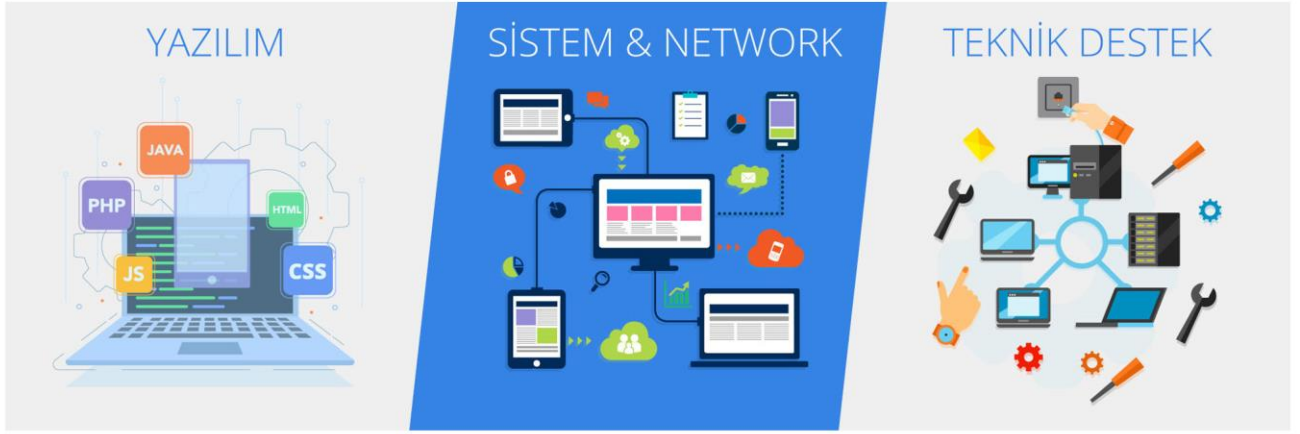 YAZILIM
SİSTEM & NETWORK
TEKNİK DESTEK
JAVA
PHP
HTML
JS
CSS